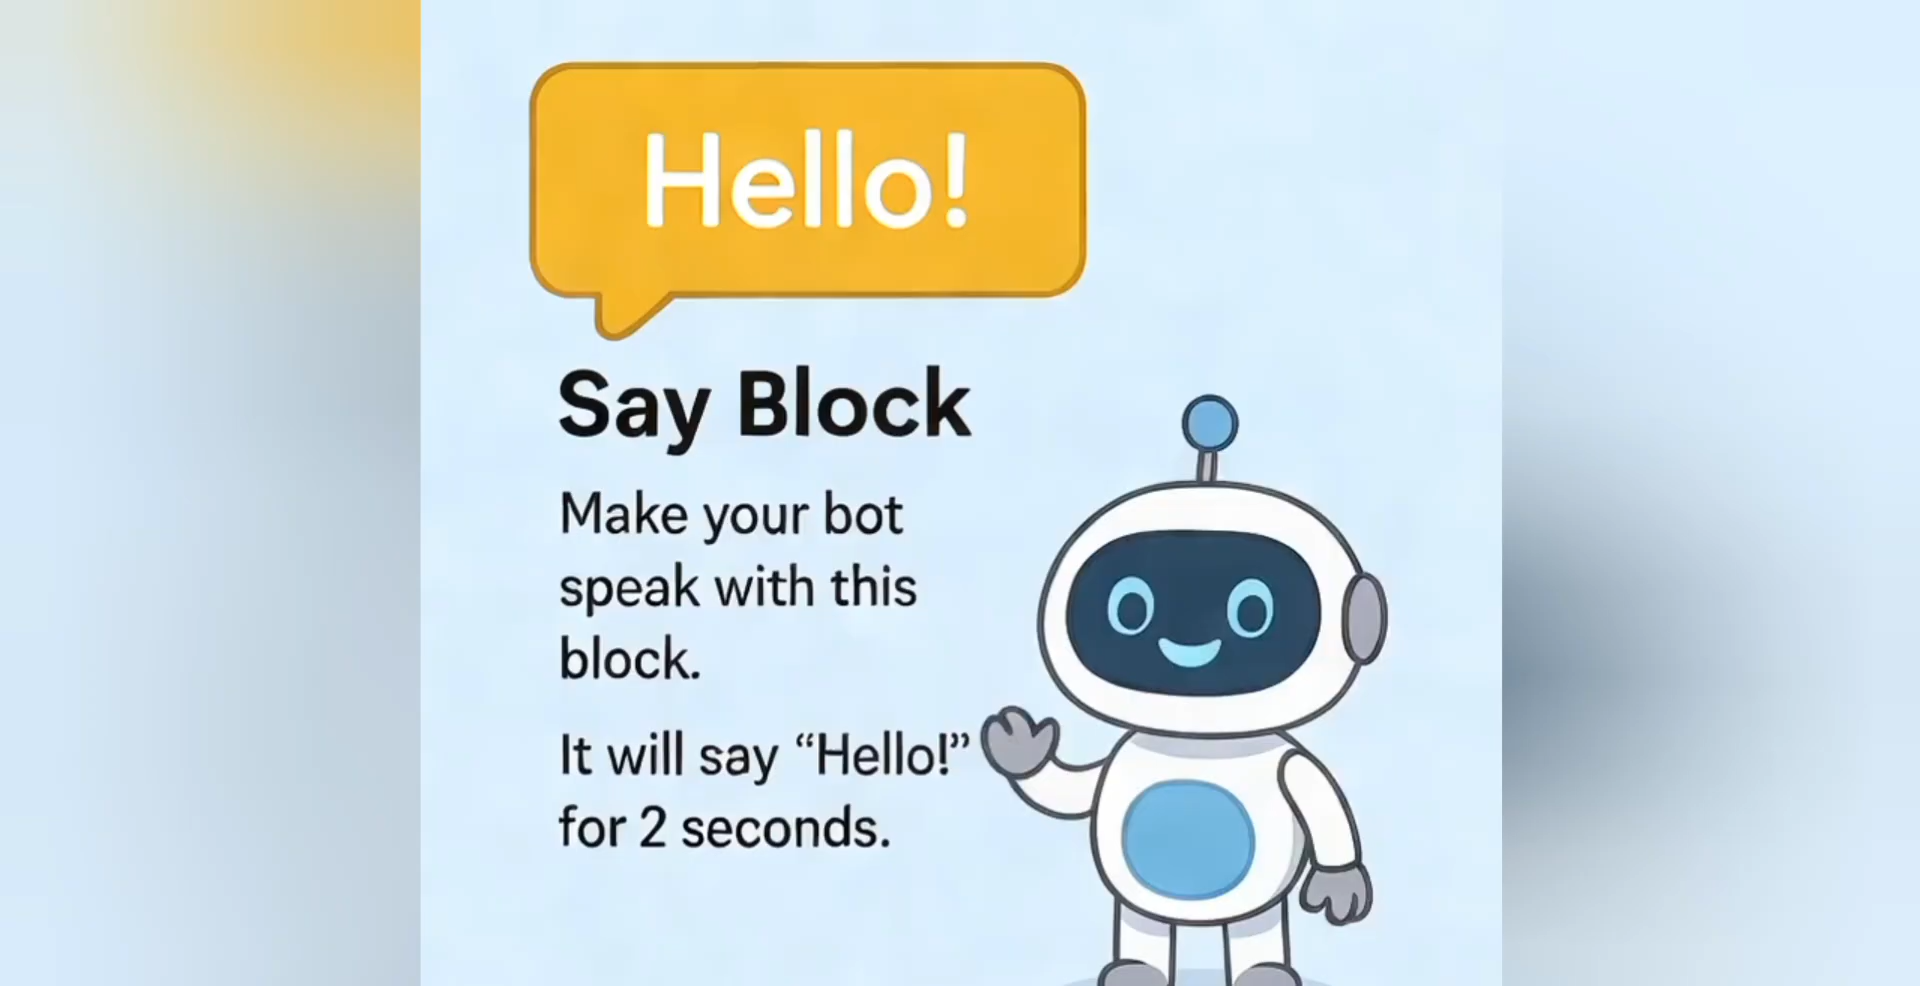 Hello!
Say Block
Make your bot
speak with this
block.
It will say “Hello!”
for 2 seconds.